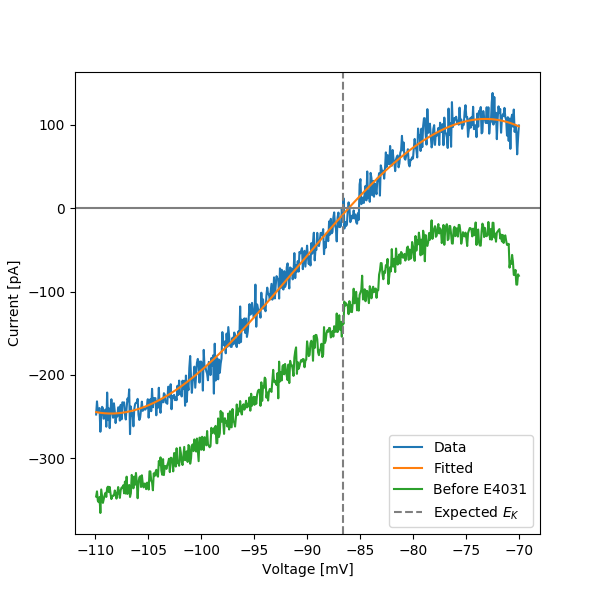 100
0
−100
−200
−300
Current [pA]
−110 −105 −100 −95 −90 −85 −80 −75 −70
Voltage [mV]
Data
Fitted
Before E4031
Expected E_K